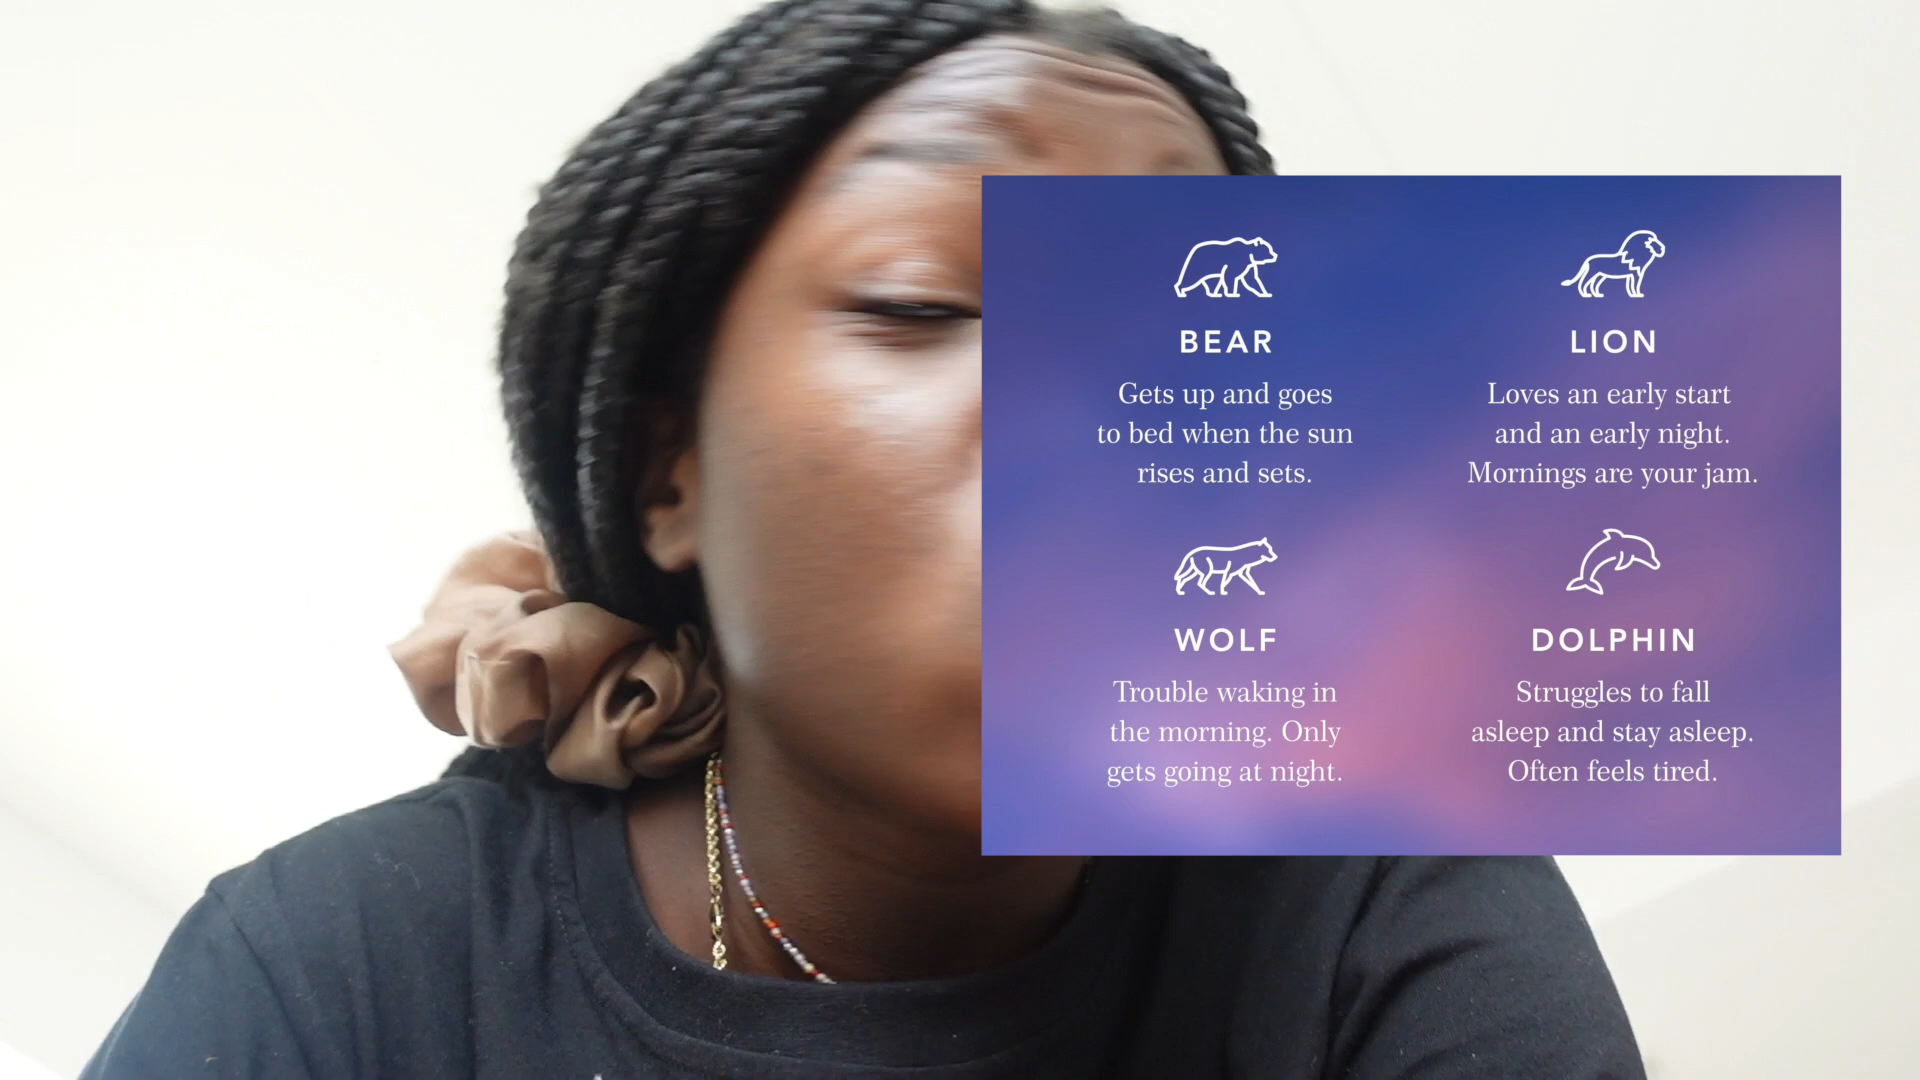 BEAR
Gets up and goes
to bed when the sun
rises and sets.
LION
Loves an early start
and an early night.
Mornings are your jam.
WOLF
Trouble waking in
the morning. Only
gets going at night.
DOLPHIN
Struggles to fall
asleep and stay asleep.
Often feels tired.